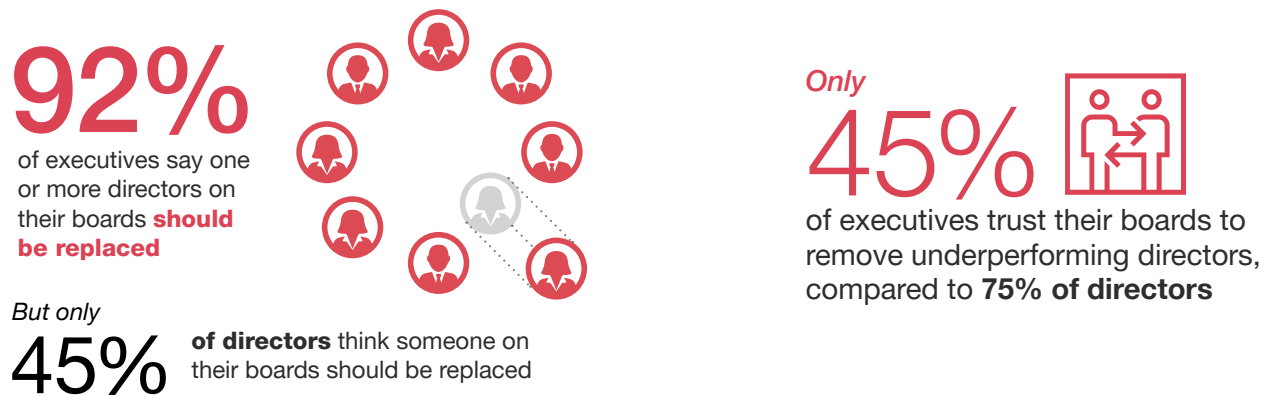 92%
of executives say one
or more directors on
their boards should
be replaced
But only
45%
of directors think someone on
their boards should be replaced
Only
45%
of executives trust their boards to
remove underperforming directors,
compared to 75% of directors